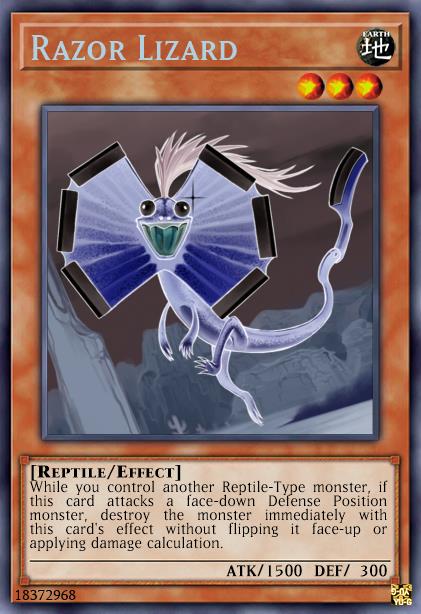 Razor Lizard
EARTH
地
[Reptile/Effect]
While you control another Reptile-Type monster, if
this card attacks a face-down Defense Position
monster, destroy the monster immediately with
this card's effect without flipping it face-up or
applying damage calculation.
ATK/1500 DEF/ 300
18372968